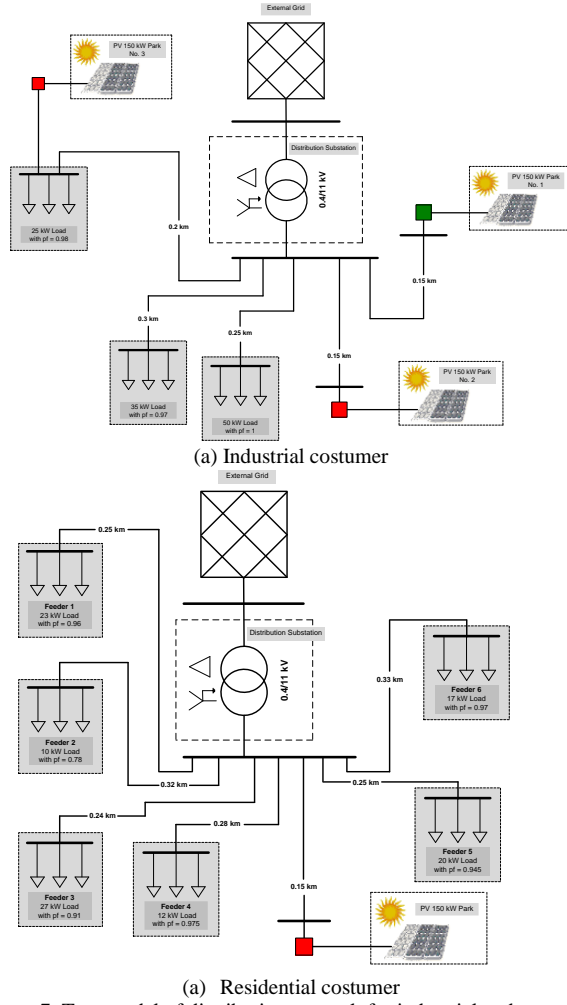 External Grid
PV 150 kW Park
No. 3
Distribution Substation
0.4/11 kV
PV 150 kW Park
No. 1
25 kW Load
with pf = 0.98
0.2 km
0.15 km
0.3 km
0.25 km
0.15 km
PV 150 kW Park
No. 2
35 kW Load
with pf = 0.97
50 kW Load
with pf = 1
(a) Industrial costumer
External Grid
0.25 km
Feeder 1
23 kW Load
with pf = 0.96
Distribution Substation
0.4/11 kV
Feeder 6
17 kW Load
with pf = 0.97
0.33 km
Feeder 2
10 kW Load
with pf = 0.78
0.32 km
0.25 km
0.24 km
0.28 km
Feeder 3
27 kW Load
with pf = 0.91
Feeder 4
12 kW Load
with pf = 0.975
0.15 km
Feeder 5
20 kW Load
with pf = 0.945
PV 150 kW Park
(a) Residential costumer